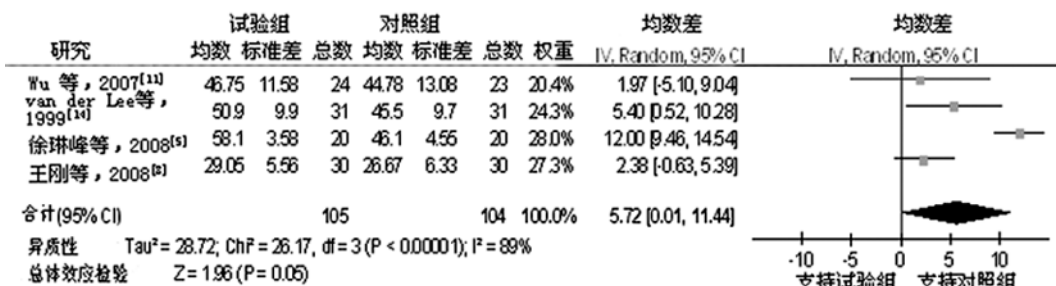 试验组 对照组 均数差 均数差
研究 均数 标准差 总数 均数 标准差 总数 权重 IV, Random, 95% CI IV, Random, 95% CI
Wu 等，2007[11] 46.75 11.58 24 44.78 13.08 23 20.4% 1.97 [-5.10, 9.04]
van der Lee等，
1999[14] 50.9 9.9 31 45.5 9.7 31 24.3% 5.40 [0.52, 10.28]
徐琳峰等，2008[5] 58.1 3.58 20 46.1 4.55 20 28.0% 12.00 [9.46, 14.54]
王刚等，2008[3] 29.05 5.56 30 26.67 6.33 30 27.3% 2.38 [-0.63, 5.39]
合计(95% CI) 105 104 100.0% 5.72 [0.01, 11.44]
异质性 Tau² = 28.72; Chi² = 26.17, df = 3 (P < 0.00001); I² = 89%
总体效应检验 Z = 1.96 (P = 0.05)
-10 -5 0 5 10
支持试验组 支持对照组